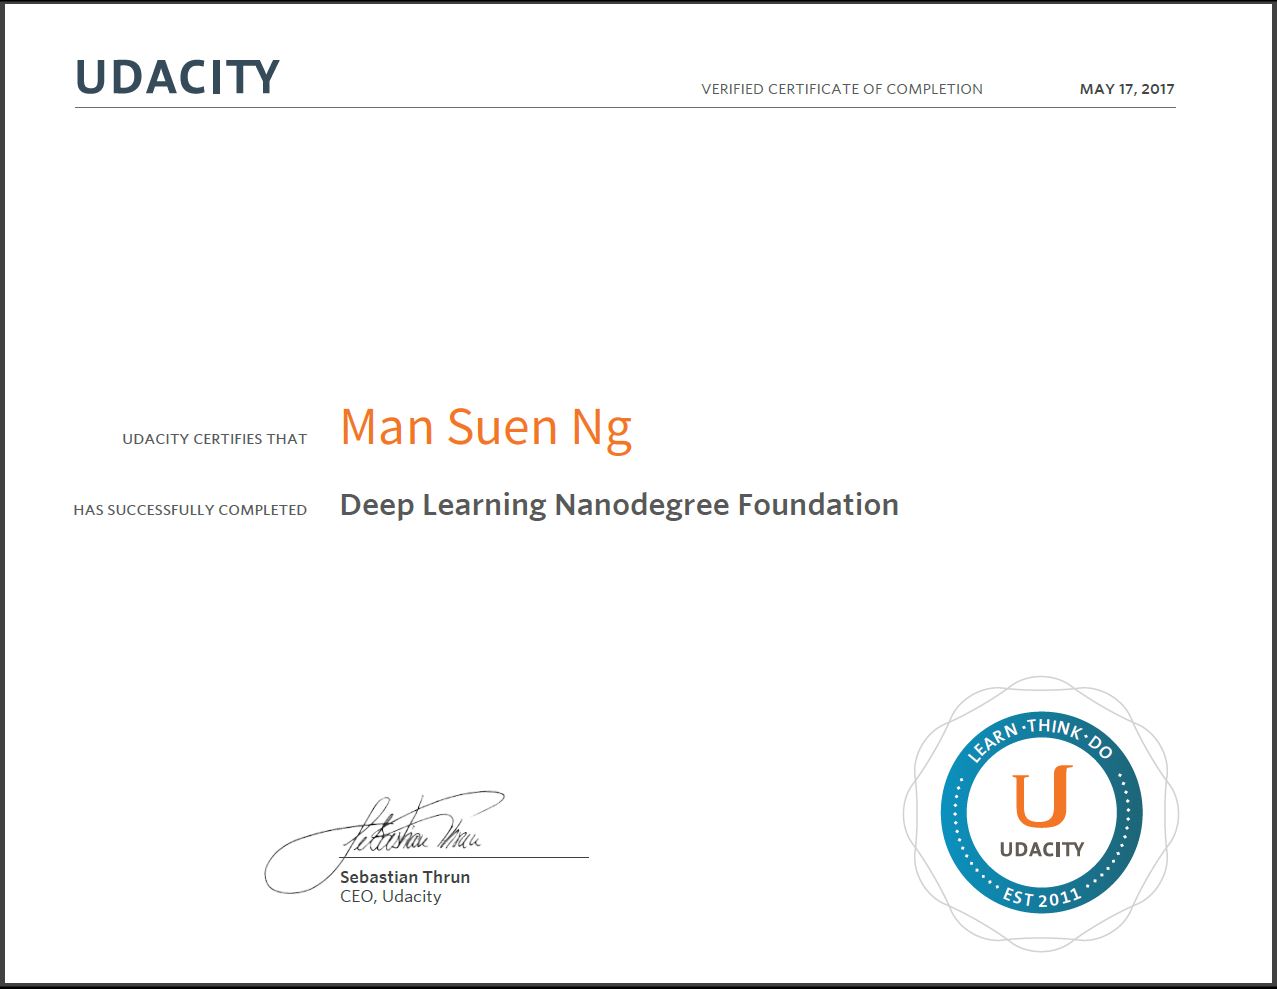 UDACITY
VERIFIED CERTIFICATE OF COMPLETION
MAY 17, 2017
UDACITY CERTIFIES THAT
Man Suen Ng
HAS SUCCESSFULLY COMPLETED
Deep Learning Nanodegree Foundation
Sebastian Thrun
Sebastian Thrun
CEO, Udacity
LEARN · THINK · DO
U
UDACITY
EST 2011